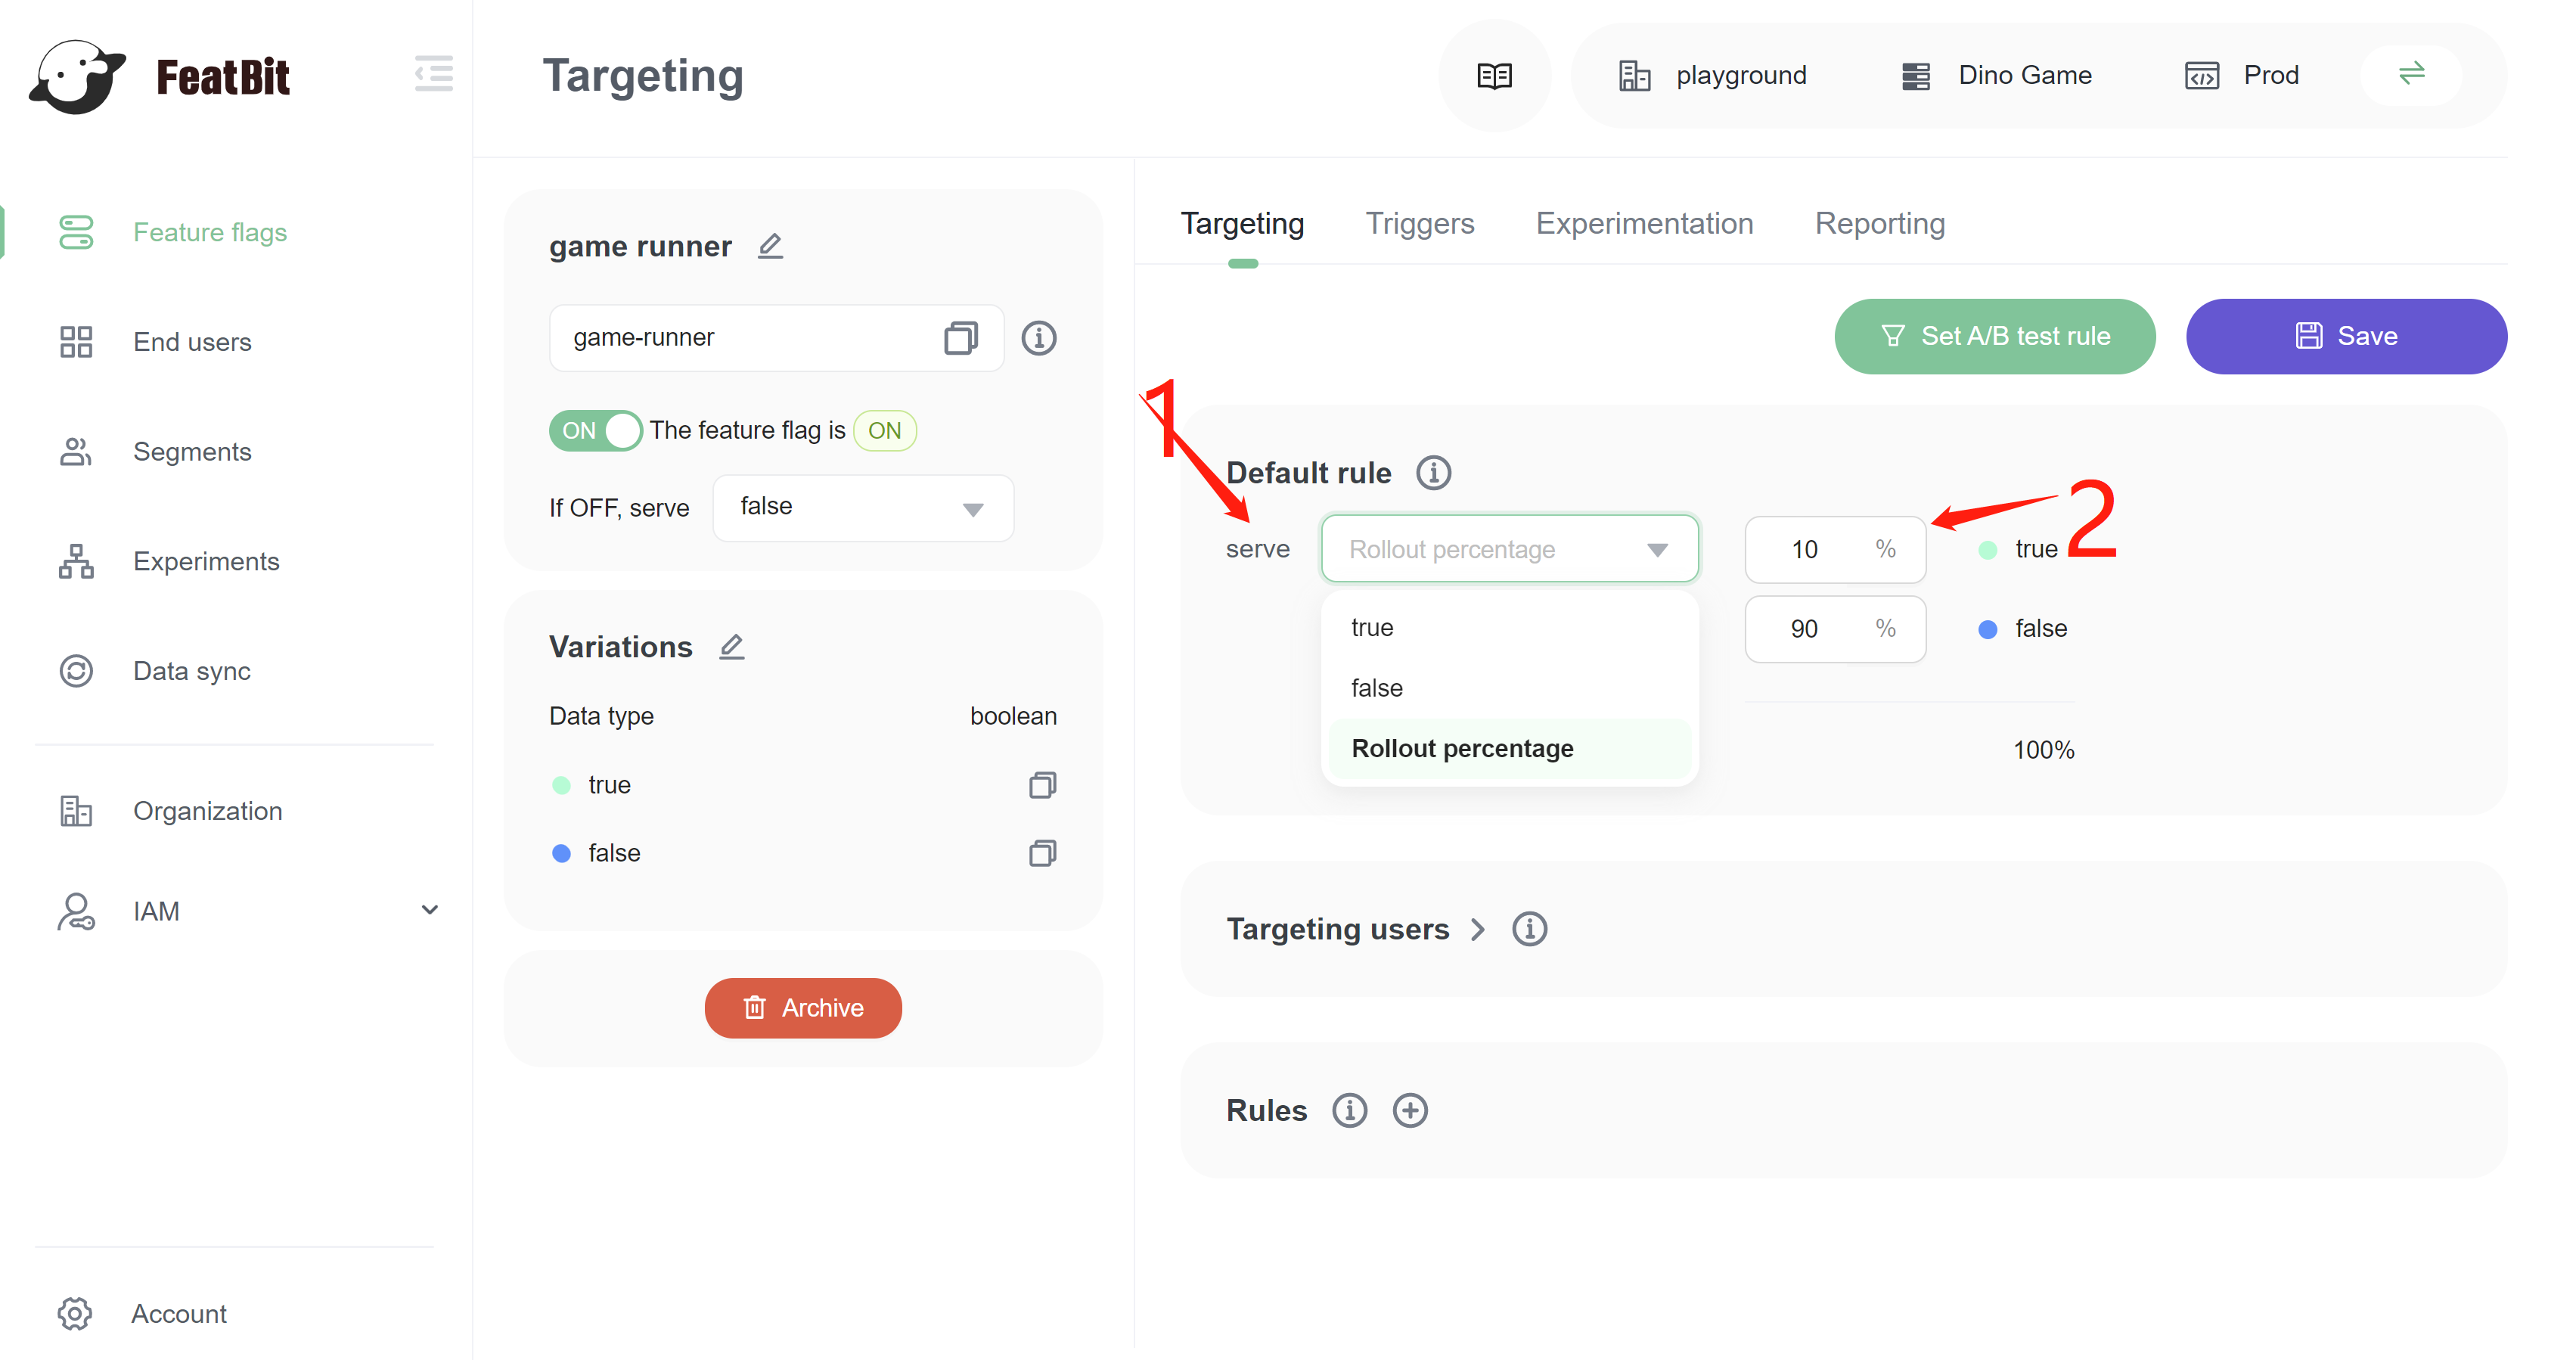 FeatBit
Targeting
playground
Dino Game
Prod
Feature flags
End users
Segments
Experiments
Data sync
Organization
IAM
Account
game runner
game-runner
ON The feature flag is ON
If OFF, serve false
Variations
Data type boolean
true
false
Archive
Targeting Triggers Experimentation Reporting
Set A/B test rule Save
1
Default rule
2
serve Rollout percentage 10 % true
true
false
Rollout percentage
90 % false
100%
Targeting users
Rules